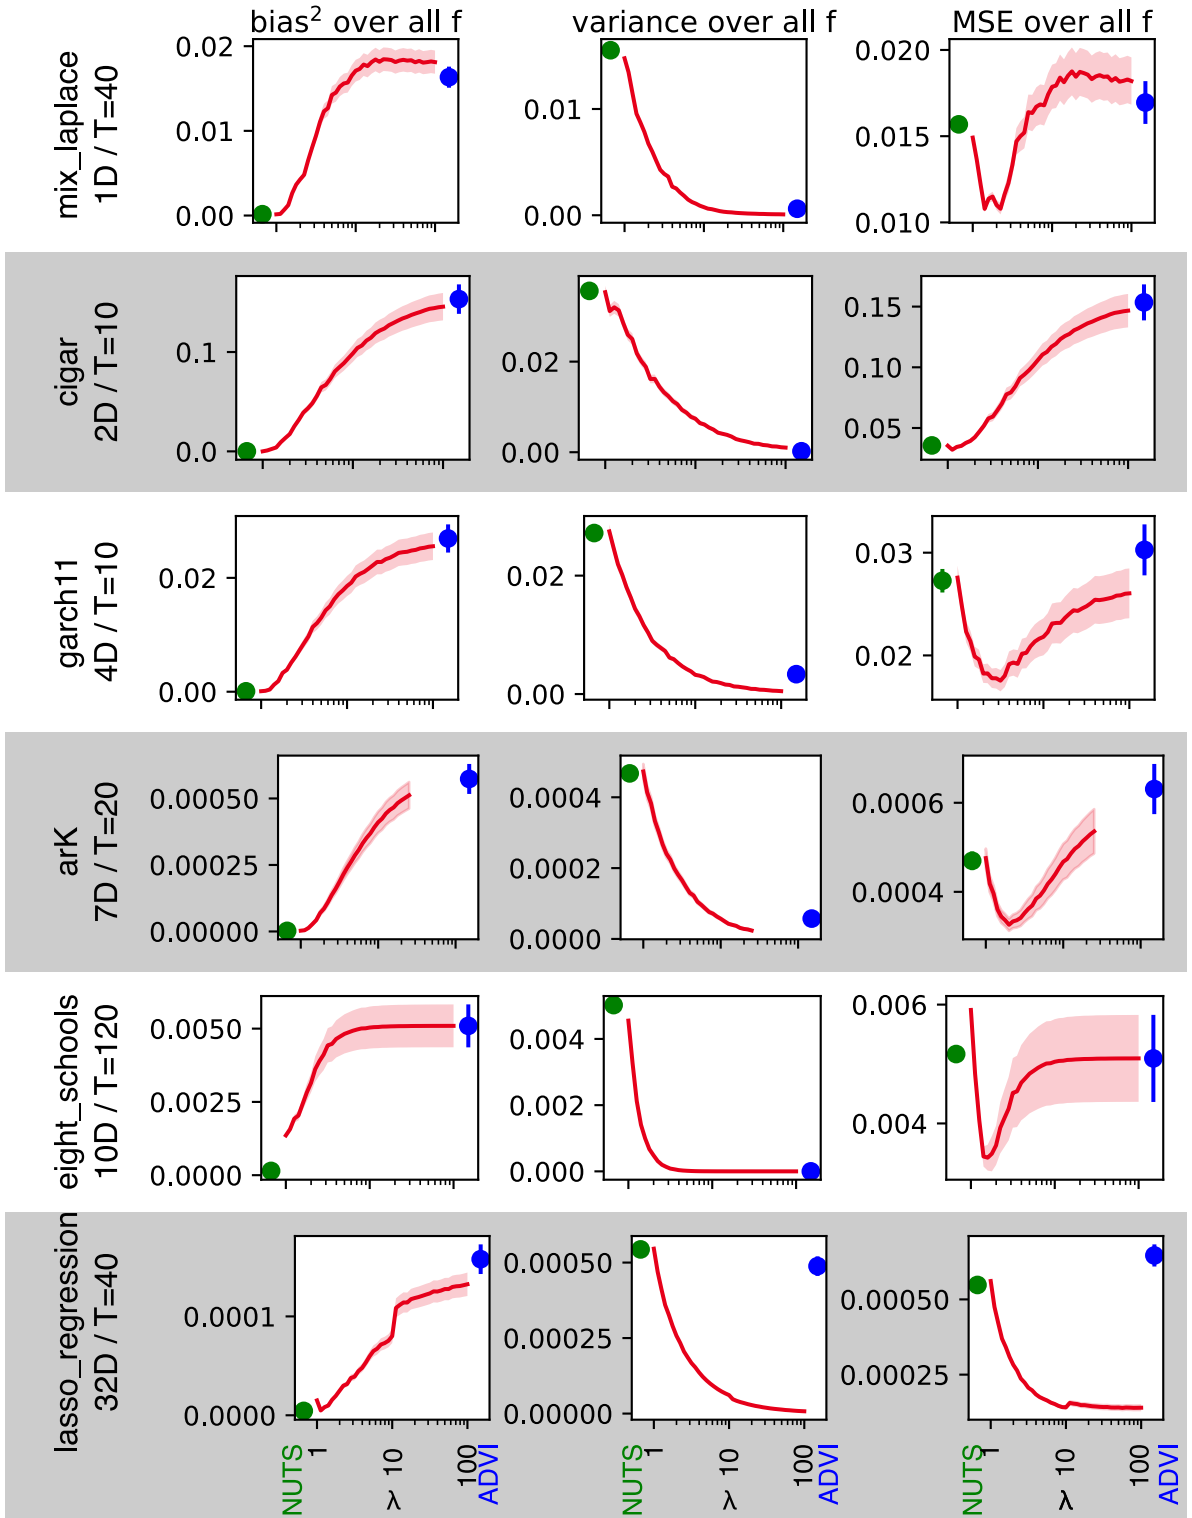 bias² over all f
variance over all f
MSE over all f
mix_laplace
1D / T=40
0.02
0.01
0.00
0.01
0.00
0.020
0.015
0.010
cigar
2D / T=10
0.1
0.0
0.02
0.00
0.15
0.10
0.05
garch11
4D / T=10
0.02
0.00
0.02
0.00
0.03
0.02
arK
7D / T=20
0.00050
0.00025
0.00000
0.0004
0.0002
0.0000
0.0006
0.0004
eight_schools
10D / T=120
0.0050
0.0025
0.0000
0.004
0.002
0.000
0.006
0.004
lasso_regression
32D / T=40
0.0001
0.0000
0.00050
0.00025
0.00000
0.00050
0.00025
NUTS
1
λ
10
100
ADVI
NUTS
1
λ
10
100
ADVI
NUTS
1
λ
10
100
ADVI